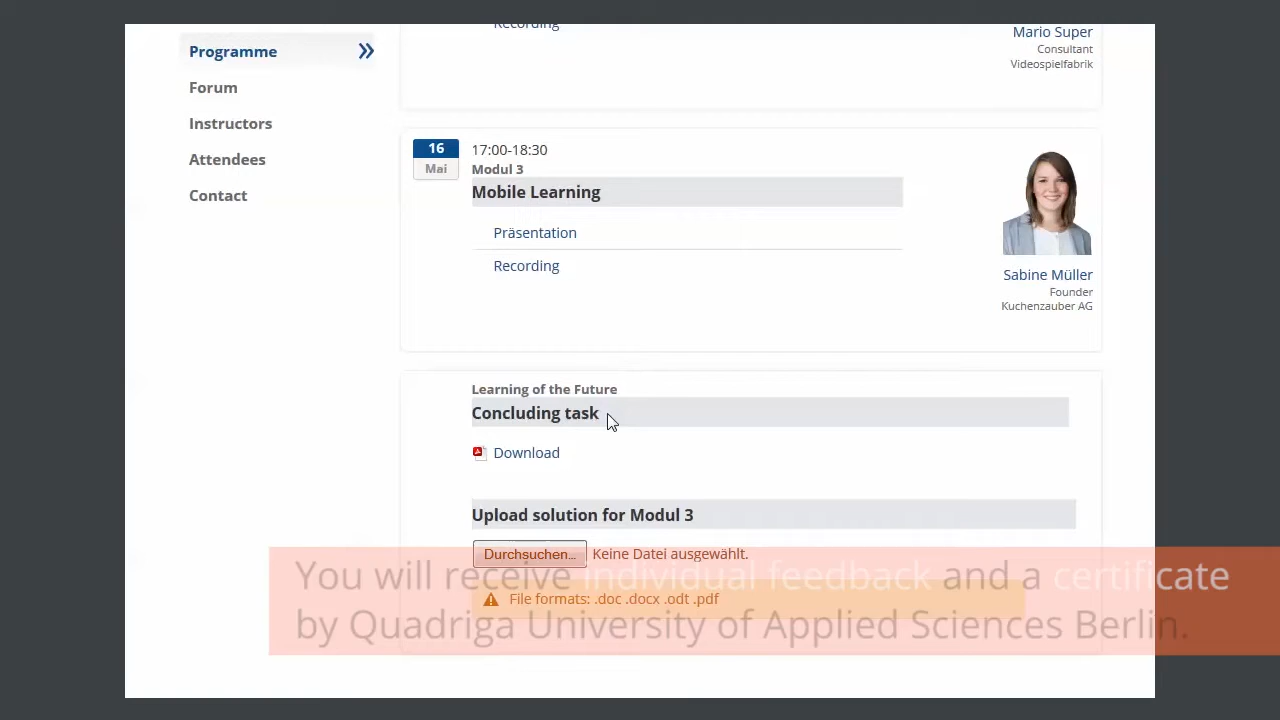 Recording
Mario Super
Consultant
Videospielfabrik
Programme
Forum
Instructors
Attendees
Contact
16
Mai
17:00-18:30
Modul 3
Mobile Learning
Präsentation
Recording
Sabine Müller
Founder
Kuchenzauber AG
Learning of the Future
Concluding task
Download
Upload solution for Modul 3
Durchsuchen... Keine Datei ausgewählt.
You will receive individual feedback and a certificate
File formats: .doc .docx .odt .pdf
by Quadriga University of Applied Sciences Berlin.